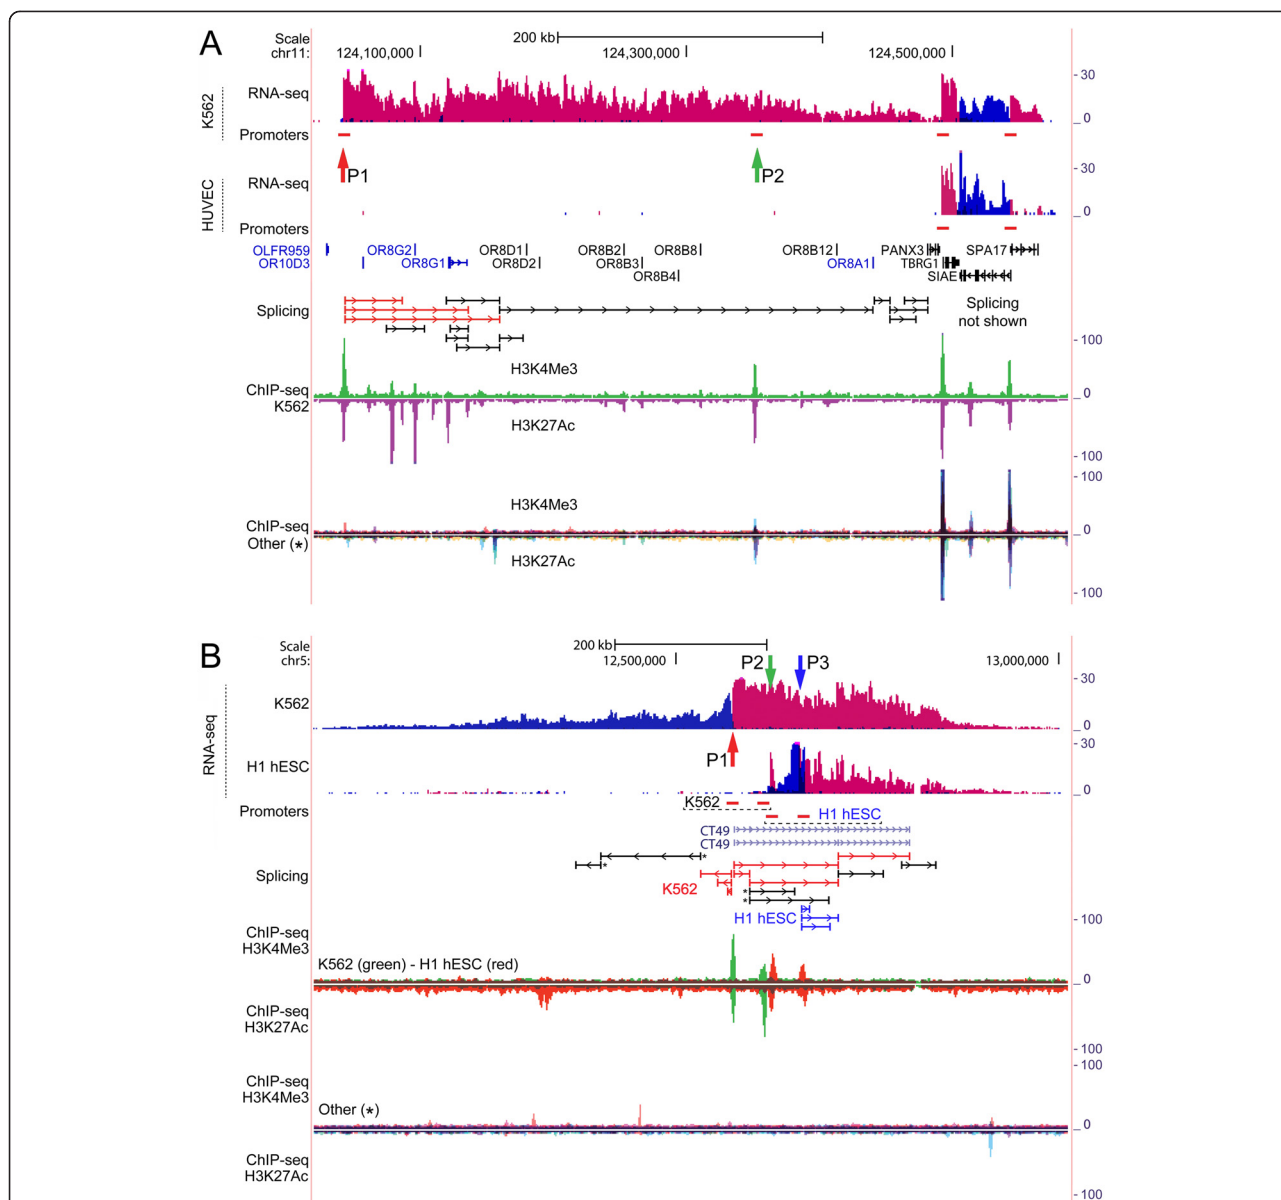 A
Scale
chr11:
200 kb
124,100,000
124,300,000
124,500,000
K562
RNA-seq
30
0
Promoters
P1
P2
HUVEC
RNA-seq
30
0
Promoters
OLFR959
OR8G2
OR8D1
OR8B2
OR8B8
OR8B12
PANX3
SPA17
OR10D3
OR8G1
OR8D2
OR8B3
OR8A1
TBRG1
OR8B4
SIAE
Splicing
Splicing
not shown
H3K4Me3
100
ChIP-seq
K562
0
H3K27Ac
100
100
H3K4Me3
ChIP-seq
Other (*)
0
H3K27Ac
100
B
Scale
chr5:
200 kb
12,500,000
13,000,000
P2
P3
RNA-seq
K562
30
0
P1
H1 hESC
30
0
Promoters
K562
H1 hESC
CT49
CT49
*
*
Splicing
K562
*
*
H1 hESC
ChIP-seq
H3K4Me3
100
K562 (green) - H1 hESC (red)
0
ChIP-seq
H3K27Ac
100
100
ChIP-seq
H3K4Me3
Other (*)
0
ChIP-seq
H3K27Ac
100